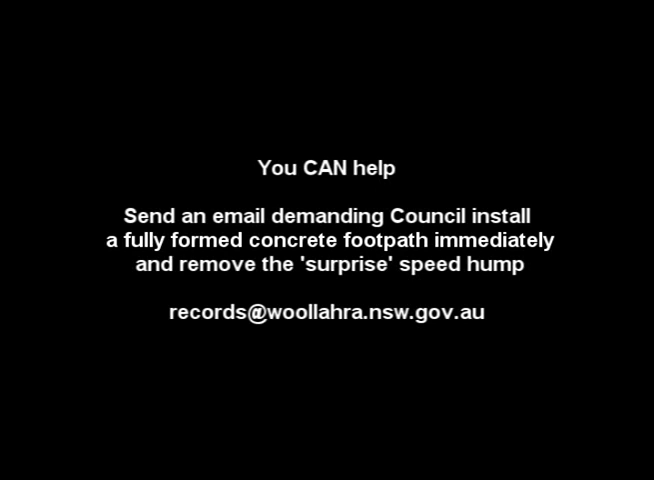 You CAN help
Send an email demanding Council install
a fully formed concrete footpath immediately
and remove the 'surprise' speed hump
records@woollahra.nsw.gov.au